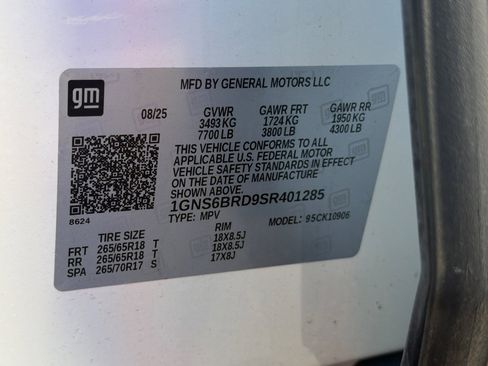 gm
MFD BY GENERAL MOTORS LLC
08/25 GVWR GAWR FRT GAWR RR
3493 KG 1724 KG 1950 KG
7700 LB 3800 LB 4300 LB
THIS VEHICLE CONFORMS TO ALL
APPLICABLE U.S. FEDERAL MOTOR
VEHICLE SAFETY STANDARDS IN EFFECT
ON THE DATE OF MANUFACTURE
SHOWN ABOVE.
1GNS6BRD9SR401285
8624
TYPE: MPV MODEL: 95CK10906
TIRE SIZE RIM
FRT 265/65R18 T 18X8.5J
RR 265/65R18 T 18X8.5J
SPA 265/70R17 S 17X8J